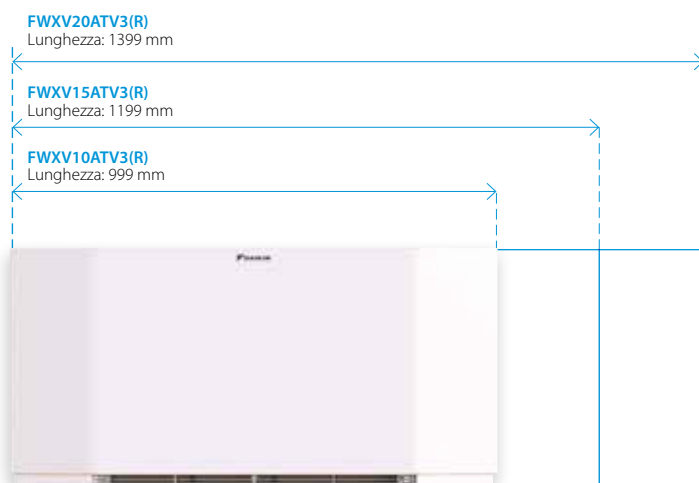 FWXV20ATV3(R)
Lunghezza: 1399 mm
FWXV15ATV3(R)
Lunghezza: 1199 mm
FWXV10ATV3(R)
Lunghezza: 999 mm
DAIKIN